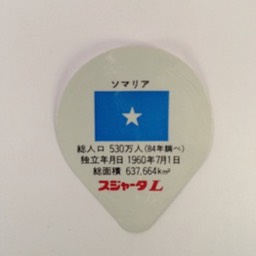 ソマリア
総人口 530万人(84年調べ)
独立年月日 1960年7月1日
総面積 637,664km²
スジャータ L